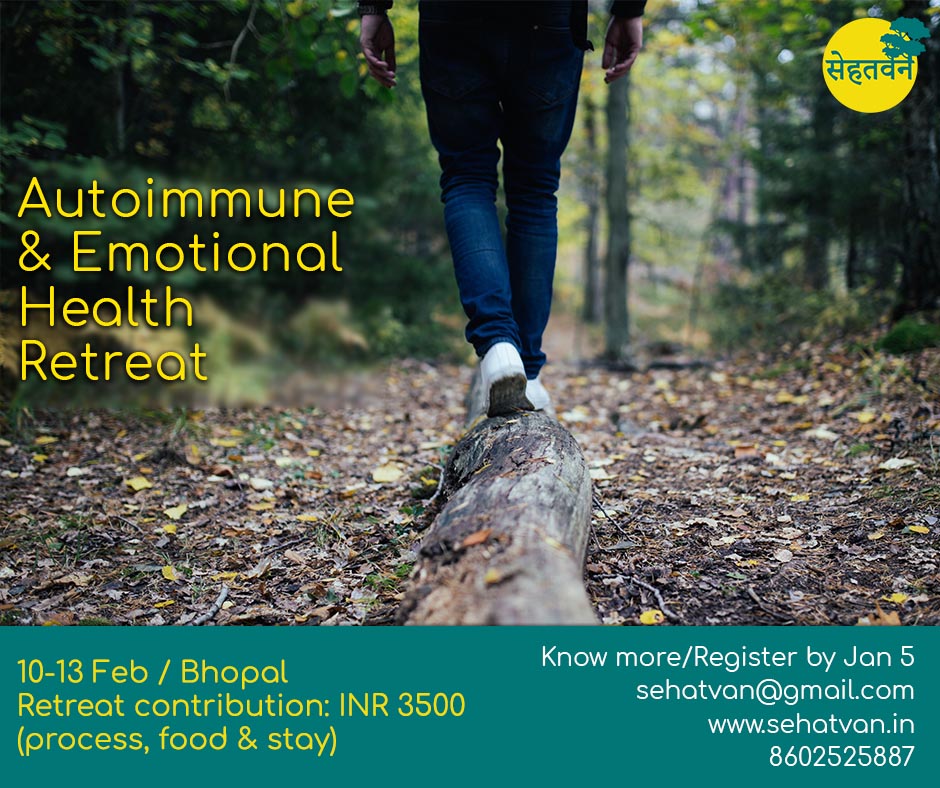 सेहतवन
Autoimmune
& Emotional
Health
Retreat
10-13 Feb / Bhopal
Retreat contribution: INR 3500
(process, food & stay)
Know more/Register by Jan 5
sehatvan@gmail.com
www.sehatvan.in
8602525887